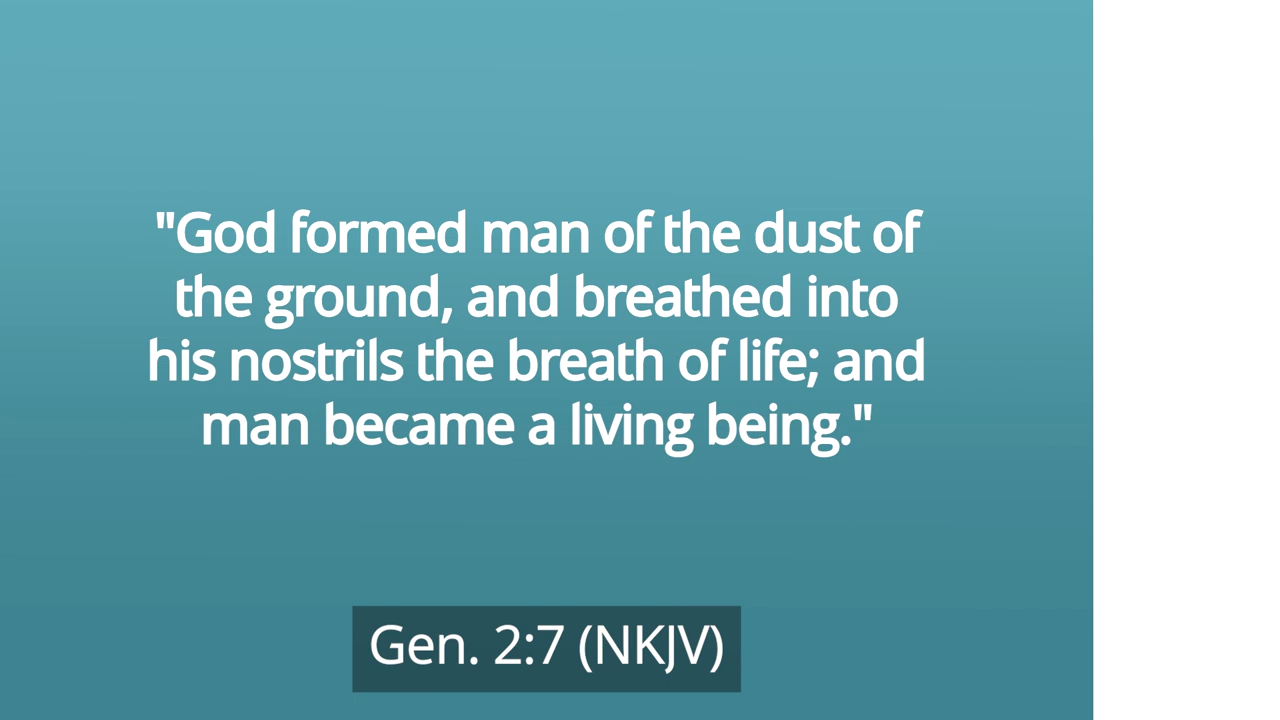 "God formed man of the dust of
the ground, and breathed into
his nostrils the breath of life; and
man became a living being."
Gen. 2:7 (NKJV)